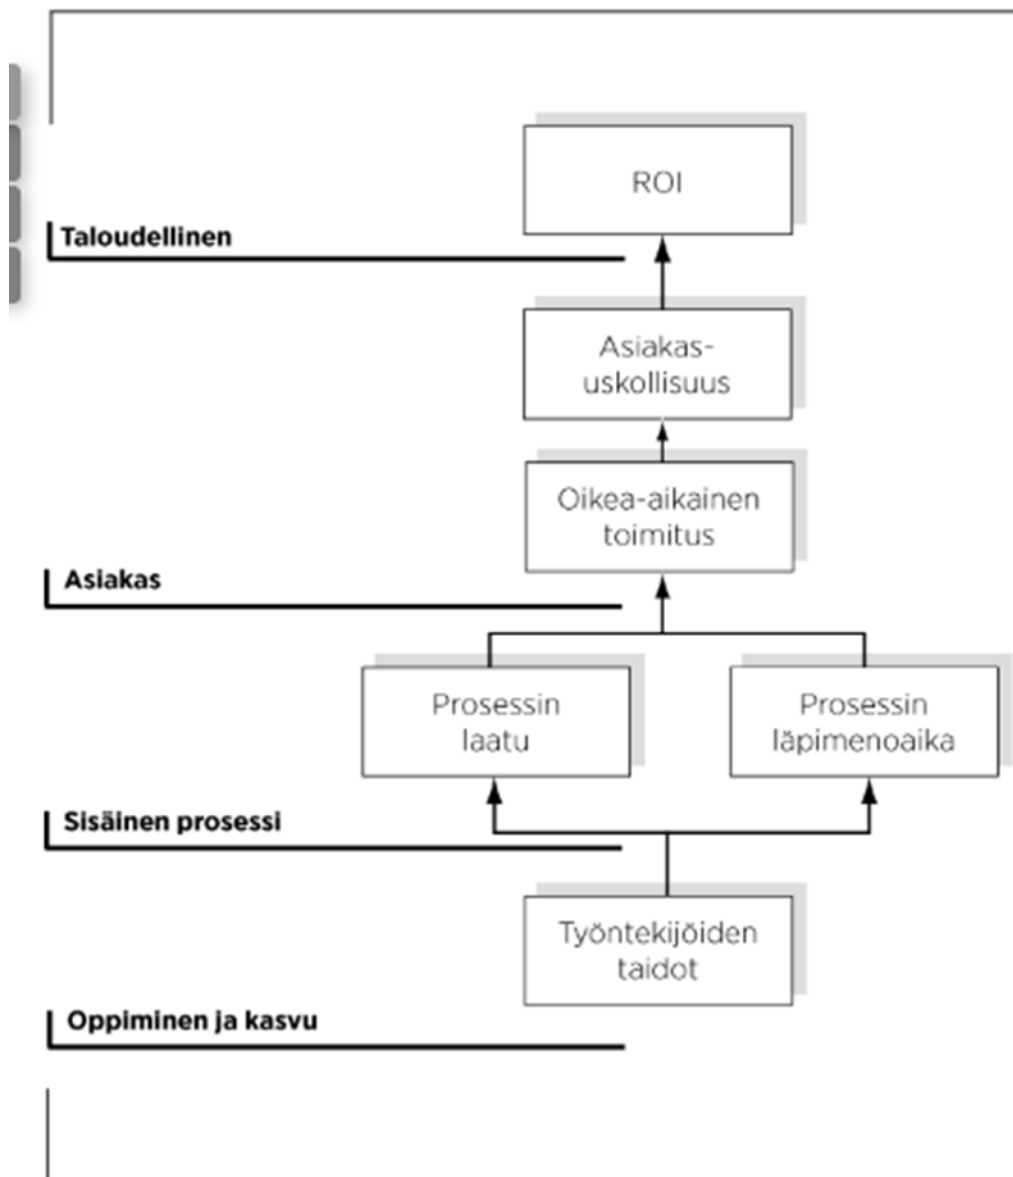 ROI
Taloudellinen
Asiakas-
uskollisuus
Oikea-aikainen
toimitus
Asiakas
Prosessin
laatu
Prosessin
läpimenoaika
Sisäinen prosessi
Työntekijöiden
taidot
Oppiminen ja kasvu